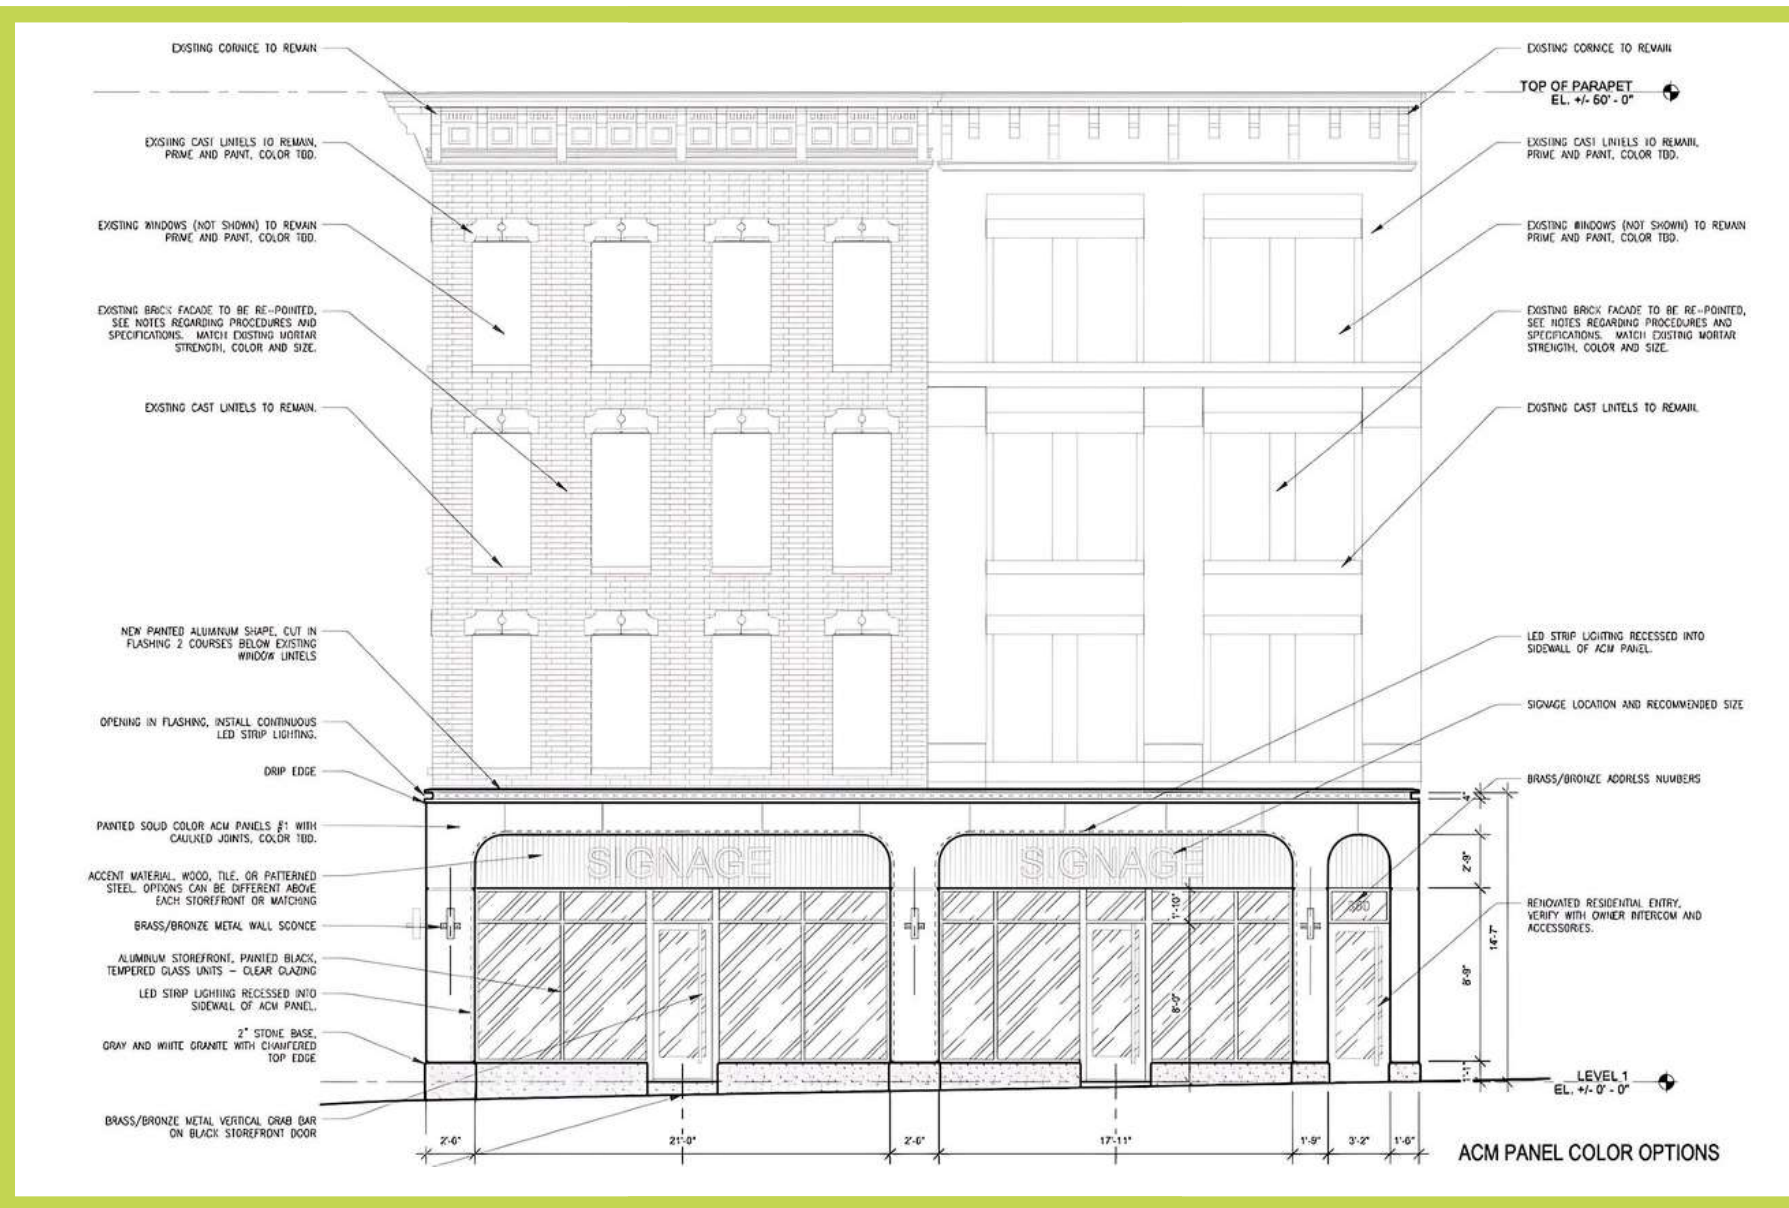 EXISTING CORNICE TO REMAIN
EXISTING CAST LINTELS TO REMAIN,
PRIME AND PAINT, COLOR TBD.
EXISTING WINDOWS (NOT SHOWN) TO REMAIN
PRIME AND PAINT, COLOR TBD.
EXISTING BRICK FACADE TO BE RE-POINTED,
SEE NOTES REGARDING PROCEDURES AND
SPECIFICATIONS. MATCH EXISTING MORTAR
STRENGTH, COLOR AND SIZE.
EXISTING CAST LINTELS TO REMAIN.
NEW PAINTED ALUMINUM SHAPE, CUT IN
FLASHING 2 COURSES BELOW EXISTING
WINDOW LINTELS
OPENING IN FLASHING, INSTALL CONTINUOUS
LED STRIP LIGHTING.
DRIP EDGE
PAINTED SOLID COLOR ACM PANELS #1 WITH
CAULKED JOINTS, COLOR TBD.
ACCENT MATERIAL, WOOD, TILE, OR PATTERNED
STEEL. OPTIONS CAN BE DIFFERENT ABOVE
EACH STOREFRONT OR MATCHING
BRASS/BRONZE METAL WALL SCONCE
ALUMINUM STOREFRONT, PAINTED BLACK,
TEMPERED GLASS UNITS - CLEAR GLAZING
LED STRIP LIGHTING RECESSED INTO
SIDEWALL OF ACM PANEL.
2" STONE BASE,
GRAY AND WHITE GRANITE WITH CHAMFERED
TOP EDGE
BRASS/BRONZE METAL VERTICAL GRAB BAR
ON BLACK STOREFRONT DOOR
SIGNAGE
SIGNAGE
380
1'-10"
8'-0"
2'-6"
21'-0"
2'-6"
17'-11"
1'-9"
3'-2"
1'-6"
EXISTING CORNICE TO REMAIN
TOP OF PARAPET
EL. +/- 60' - 0"
EXISTING CAST LINTELS TO REMAIN,
PRIME AND PAINT, COLOR TBD.
EXISTING WINDOWS (NOT SHOWN) TO REMAIN
PRIME AND PAINT, COLOR TBD.
EXISTING BRICK FACADE TO BE RE-POINTED,
SEE NOTES REGARDING PROCEDURES AND
SPECIFICATIONS. MATCH EXISTING MORTAR
STRENGTH, COLOR AND SIZE.
EXISTING CAST LINTELS TO REMAIN.
LED STRIP LIGHTING RECESSED INTO
SIDEWALL OF ACM PANEL.
SIGNAGE LOCATION AND RECOMMENDED SIZE
BRASS/BRONZE ADDRESS NUMBERS
4"
2'-9"
14'-7"
8'-9"
1'-1"
RENOVATED RESIDENTIAL ENTRY,
VERIFY WITH OWNER INTERCOM AND
ACCESSORIES.
LEVEL 1
EL. +/- 0' - 0"
ACM PANEL COLOR OPTIONS